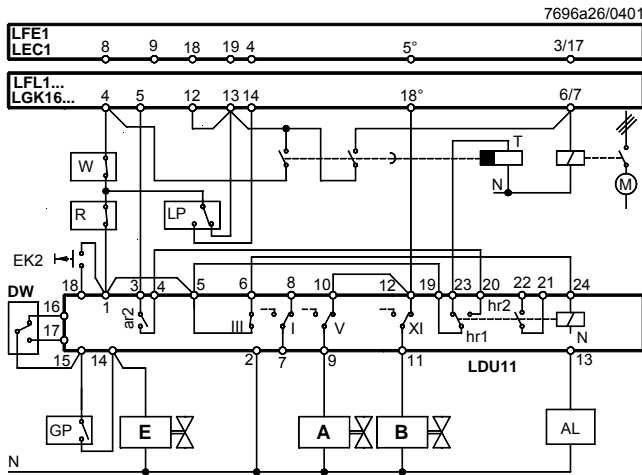 7696a26/0401
LFE1
LEC1
8 9 18 19 4 5° 3/17
LFL1...
LGK16...
4 5 12 13 14 18° 6/7
W
T
R
LP
N
M
EK2
18 1 3 4 5 6 8 10 12 19 23 20 22 21 24
DW
16
17
ar2
III
I
V
XI
hr2
hr1
N
15 14 2 7 9 11 LDU11 13
GP
E
A
B
AL
N